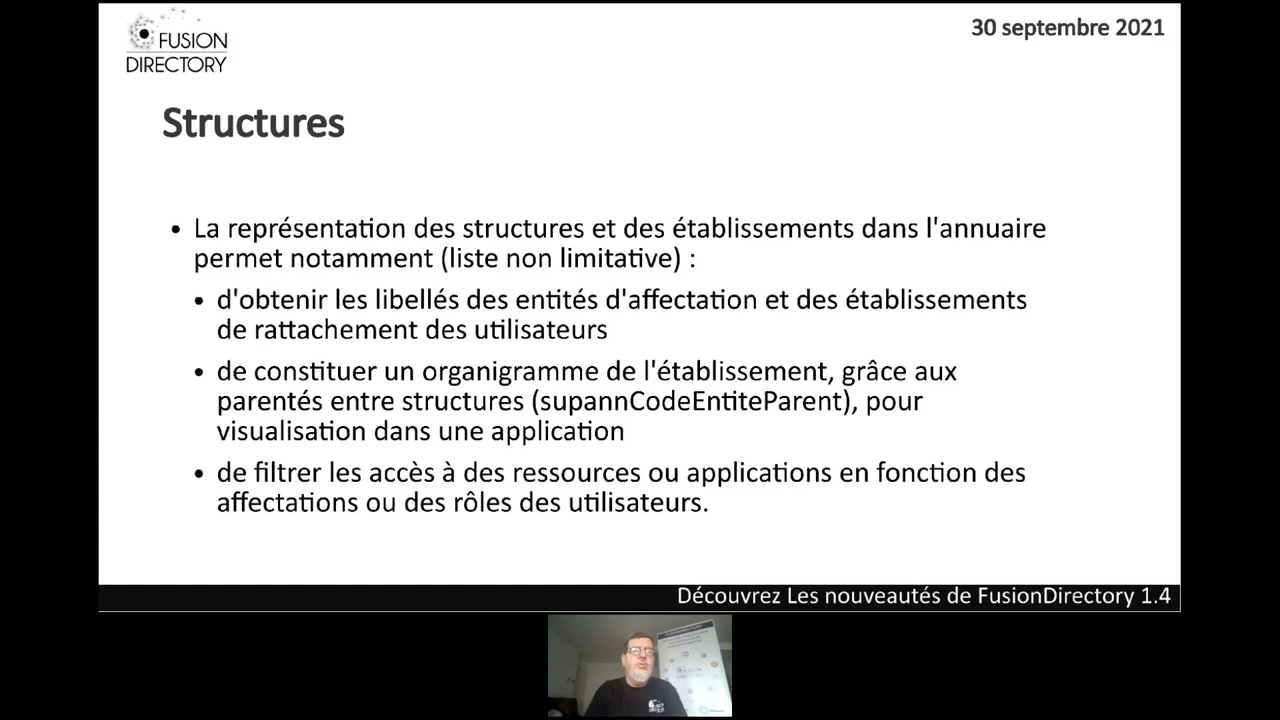 FUSION
DIRECTORY
30 septembre 2021
Structures
• La représentation des structures et des établissements dans l'annuaire
permet notamment (liste non limitative) :
• d'obtenir les libellés des entités d'affectation et des établissements
de rattachement des utilisateurs
• de constituer un organigramme de l'établissement, grâce aux
parentés entre structures (supannCodeEntiteParent), pour
visualisation dans une application
• de filtrer les accès à des ressources ou applications en fonction des
affectations ou des rôles des utilisateurs.
Découvrez Les nouveautés de FusionDirectory 1.4
FUSION
DIRECTORY